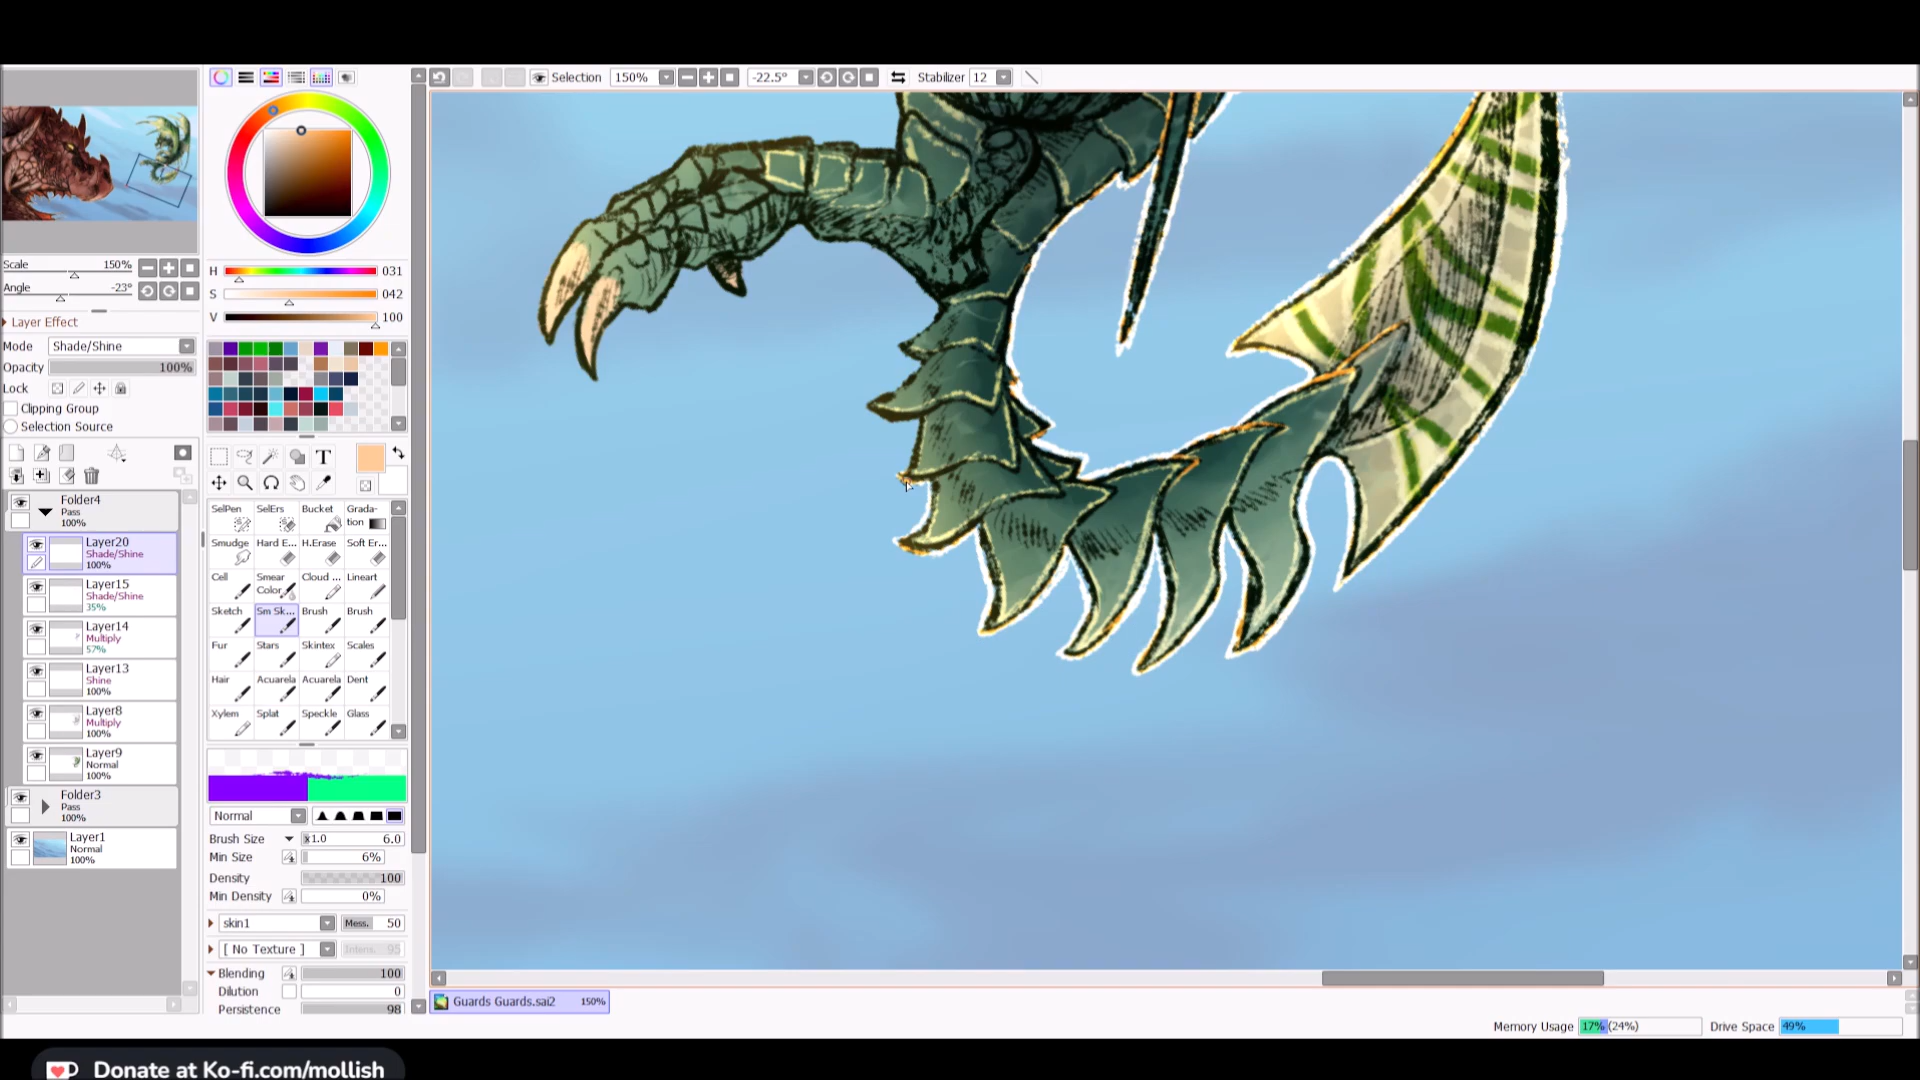 Selection 150% -22.5° Stabilizer 12
Scale 150%
Angle -23°
H 031
S 042
V 100
Layer Effect
Mode Shade/Shine
Opacity 100%
Lock
Clipping Group
Selection Source
T
Folder4
Pass
100%
Layer20
Shade/Shine
100%
Layer15
Shade/Shine
35%
Layer14
Multiply
57%
Layer13
Shine
100%
Layer8
Multiply
100%
Layer9
Normal
100%
Folder3
Pass
100%
Layer1
Normal
100%
SelPen SelErs Bucket Grada-
tion
Smudge Hard E... H.Erase Soft Er...
Cell Smear Cloud ... Lineart
Color
Sketch Sm Sk... Brush Brush
Fur Stars Skintex Scales
Hair Acuarela Acuarela Dent
Xylem Splat Speckle Glass
Normal
Brush Size x1.0 6.0
Min Size 6%
Density 100
Min Density 0%
skin1 Mess. 50
[ No Texture ] Intens. 95
Blending 100
Dilution 0
Persistence 98
Guards Guards.sai2 150%
Memory Usage 17% (24%) Drive Space 49%
Donate at Ko-fi.com/mollish